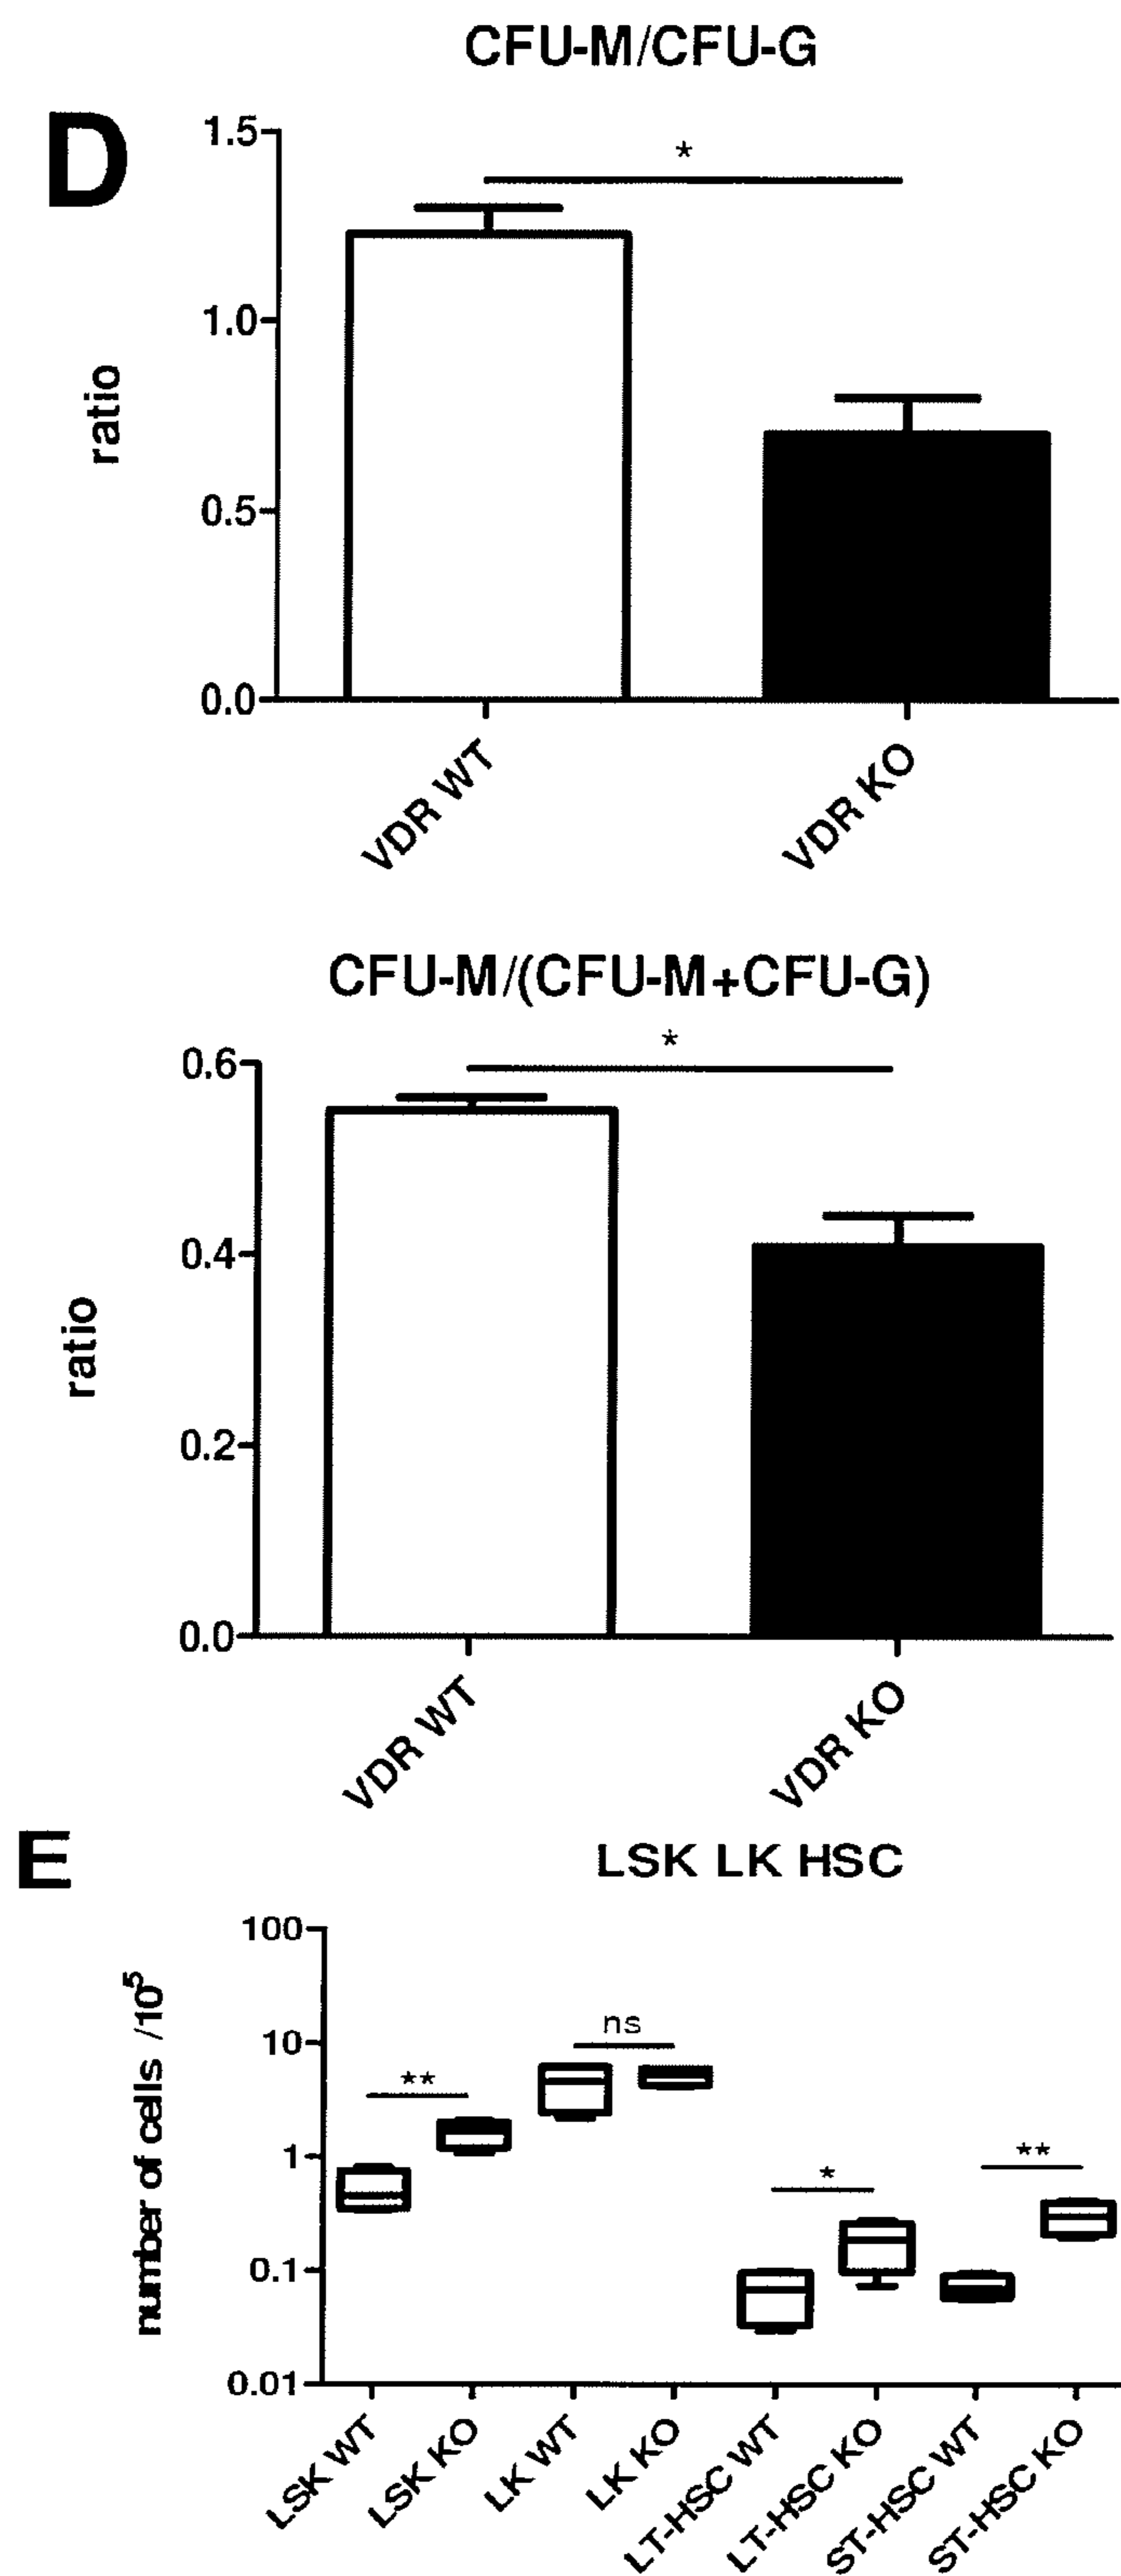 CFU-M/CFU-G
D
1.5
*
1.0
ratio
0.5
0.0
VDR WT
VDR KO
CFU-M/(CFU-M+CFU-G)
*
0.6
0.4
ratio
0.2
0.0
VDR WT
VDR KO
E
LSK LK HSC
100
number of cells /10⁵
10
ns
**
1
**
*
0.1
0.01
LSK WT
LSK KO
LK WT
LK KO
LT-HSC WT
LT-HSC KO
ST-HSC WT
ST-HSC KO